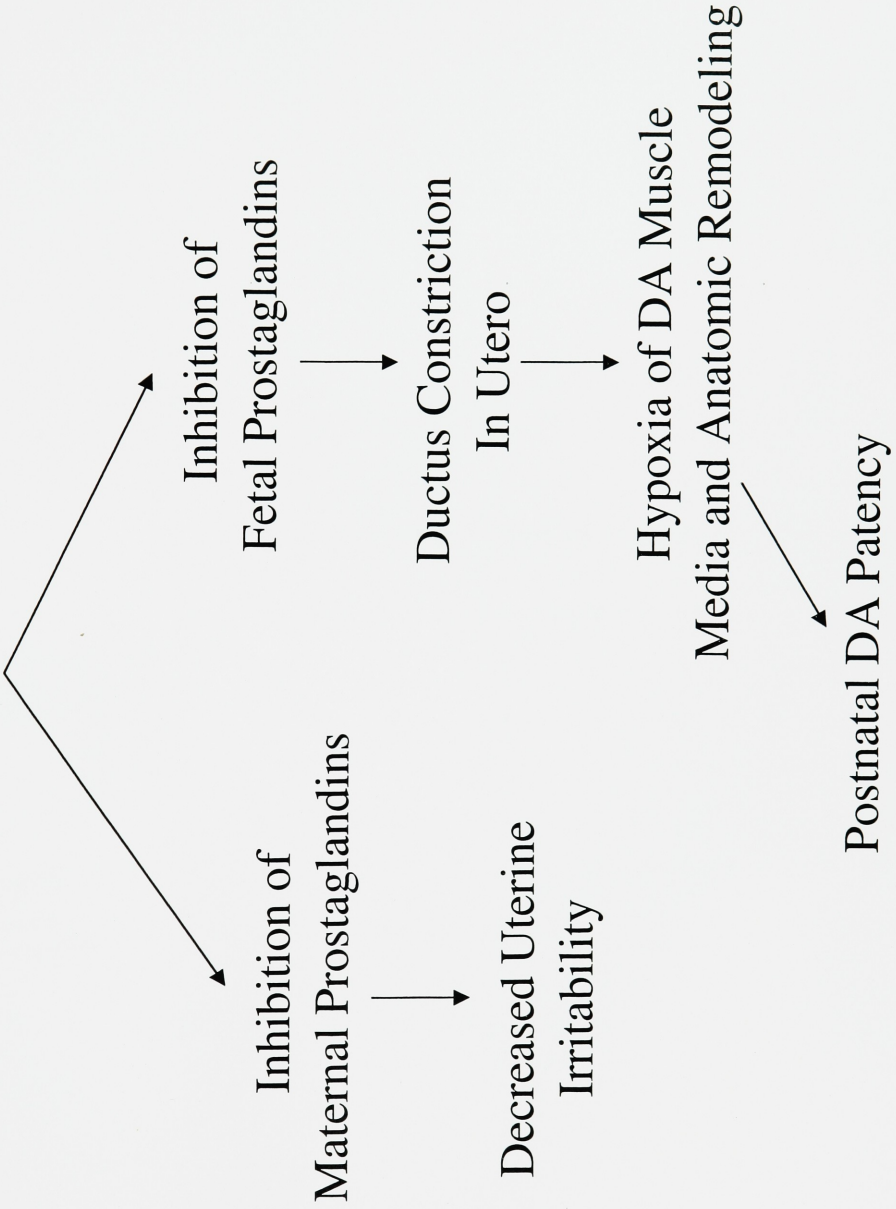 Inhibition of
Maternal Prostaglandins
Decreased Uterine
Irritability
Inhibition of
Fetal Prostaglandins
Ductus Constriction
In Utero
Hypoxia of DA Muscle
Media and Anatomic Remodeling
Postnatal DA Patency